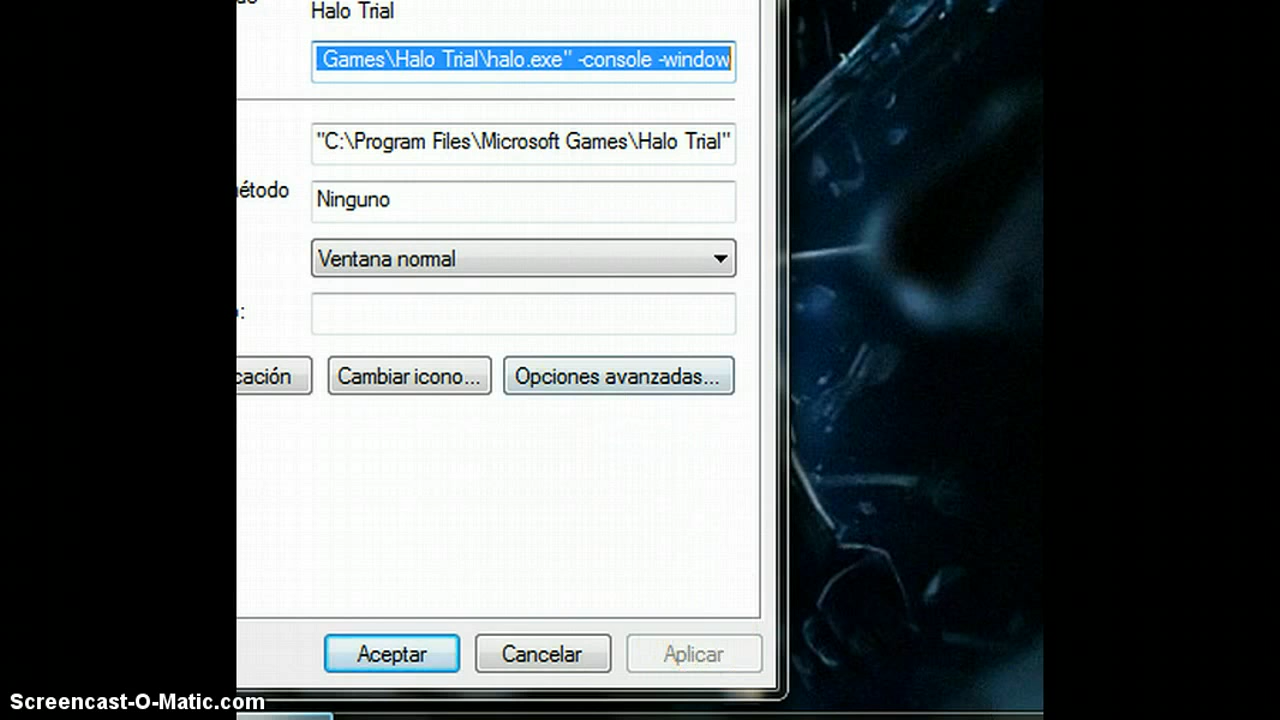 Halo Trial
Games\Halo Trial\halo.exe" -console -window
"C:\Program Files\Microsoft Games\Halo Trial"
étodo
Ninguno
Ventana normal
:
cación
Cambiar icono...
Opciones avanzadas...
Aceptar
Cancelar
Aplicar
Screencast-O-Matic.com